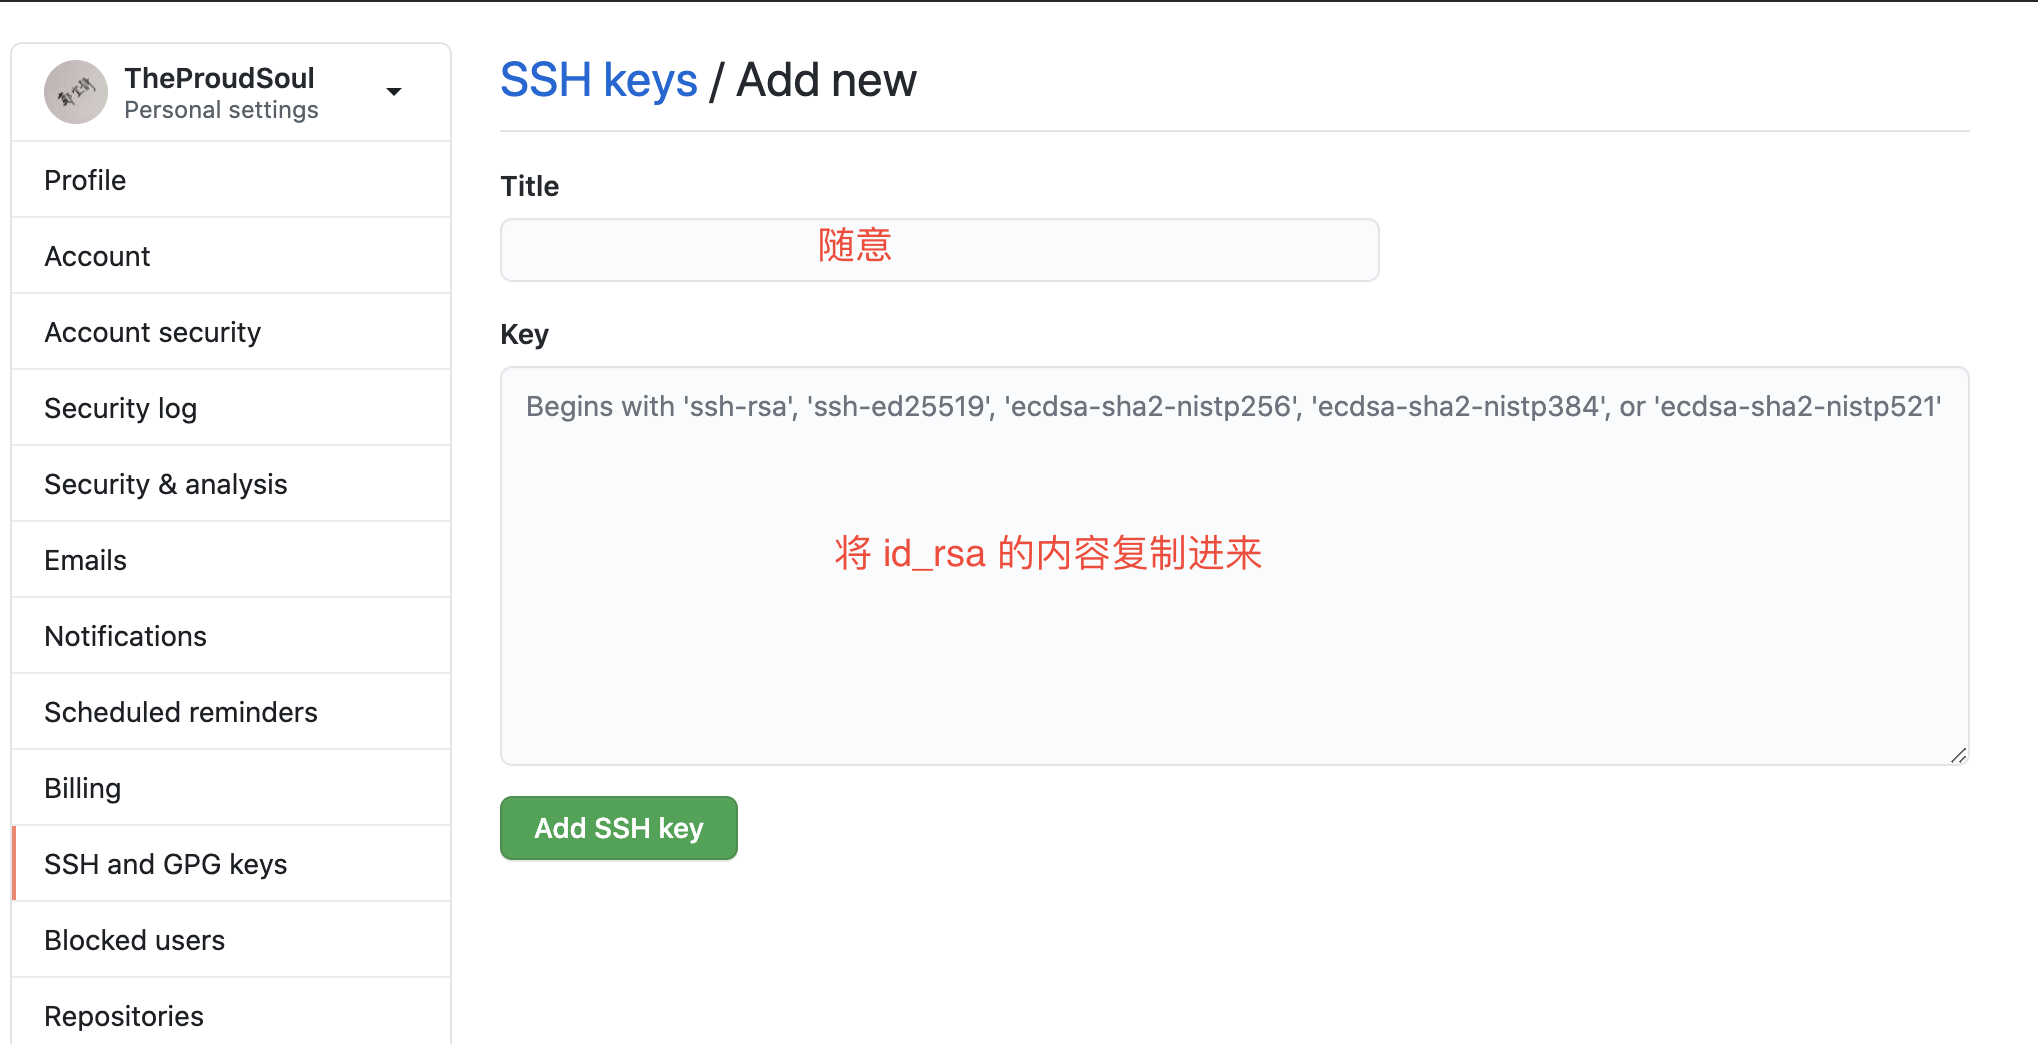 TheProudSoul
Personal settings
Profile
Account
Account security
Security log
Security & analysis
Emails
Notifications
Scheduled reminders
Billing
SSH and GPG keys
Blocked users
Repositories
SSH keys / Add new
Title
随意
Key
Begins with 'ssh-rsa', 'ssh-ed25519', 'ecdsa-sha2-nistp256', 'ecdsa-sha2-nistp384', or 'ecdsa-sha2-nistp521'
将 id_rsa 的内容复制进来
Add SSH key